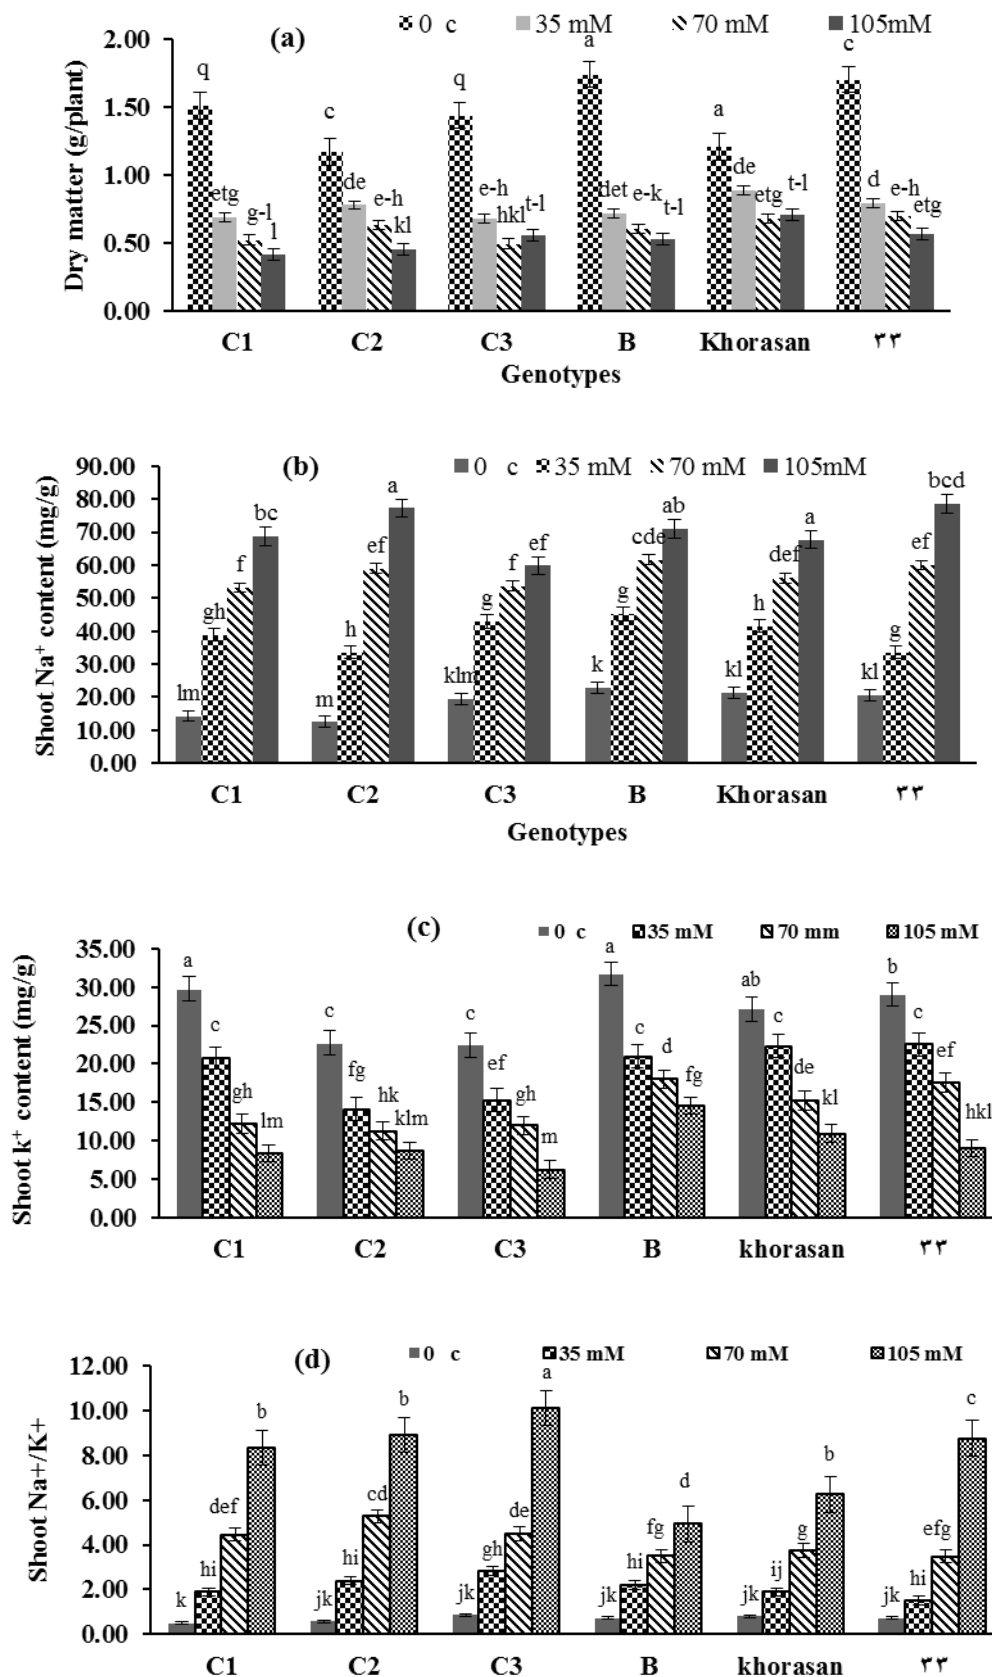 (a)
0 c 35 mM 70 mM 105mM
Dry matter (g/plant)
2.00
1.50
1.00
0.50
0.00
q etg g-l l
c de e-h kl
q e-h hkl t-l
a det e-k t-l
a de etg t-l
c d e-h etg
C1 C2 C3 B Khorasan ٣٣
Genotypes
(b)
0 c 35 mM 70 mM 105mM
Shoot Na⁺ content (mg/g)
90.00
80.00
70.00
60.00
50.00
40.00
30.00
20.00
10.00
0.00
lm gh f bc
m h ef a
klm g f ef
k g cde ab
kl h def a
kl g ef bcd
C1 C2 C3 B Khorasan ٣٣
Genotypes
(c)
0 c 35 mM 70 mm 105 mM
Shoot k⁺ content (mg/g)
35.00
30.00
25.00
20.00
15.00
10.00
5.00
0.00
a c gh lm
c fg hk klm
c ef gh m
a c d fg
ab c de kl
b c ef hkl
C1 C2 C3 B khorasan ٣٣
(d)
0 c 35 mM 70 mM 105 mM
Shoot Na+/K+
12.00
10.00
8.00
6.00
4.00
2.00
0.00
k hi def b
jk hi cd b
jk gh de a
jk hi fg d
jk ij g b
jk hi efg c
C1 C2 C3 B khorasan ٣٣